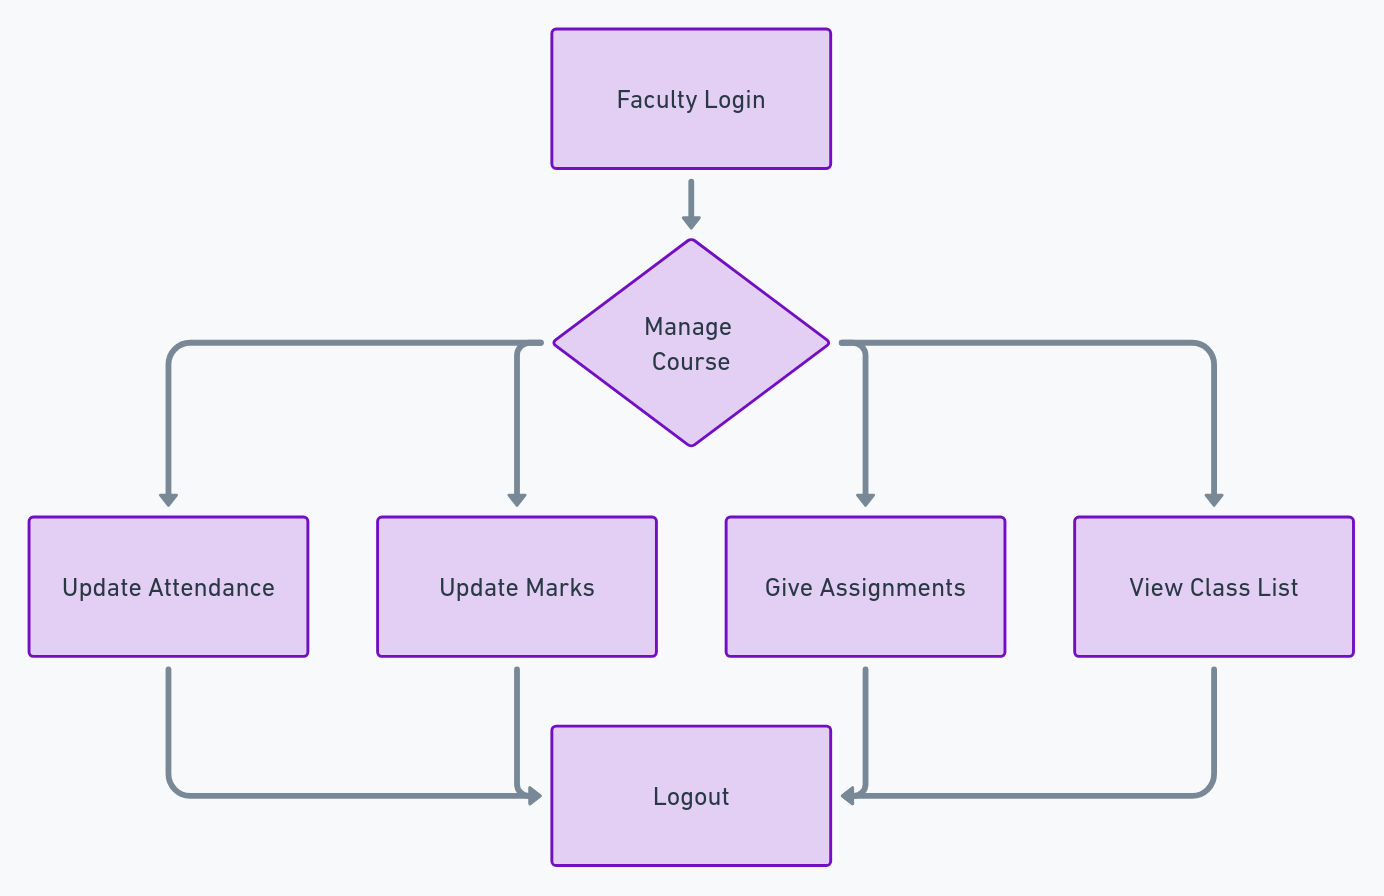 Faculty Login
Manage
Course
Update Attendance
Update Marks
Give Assignments
View Class List
Logout